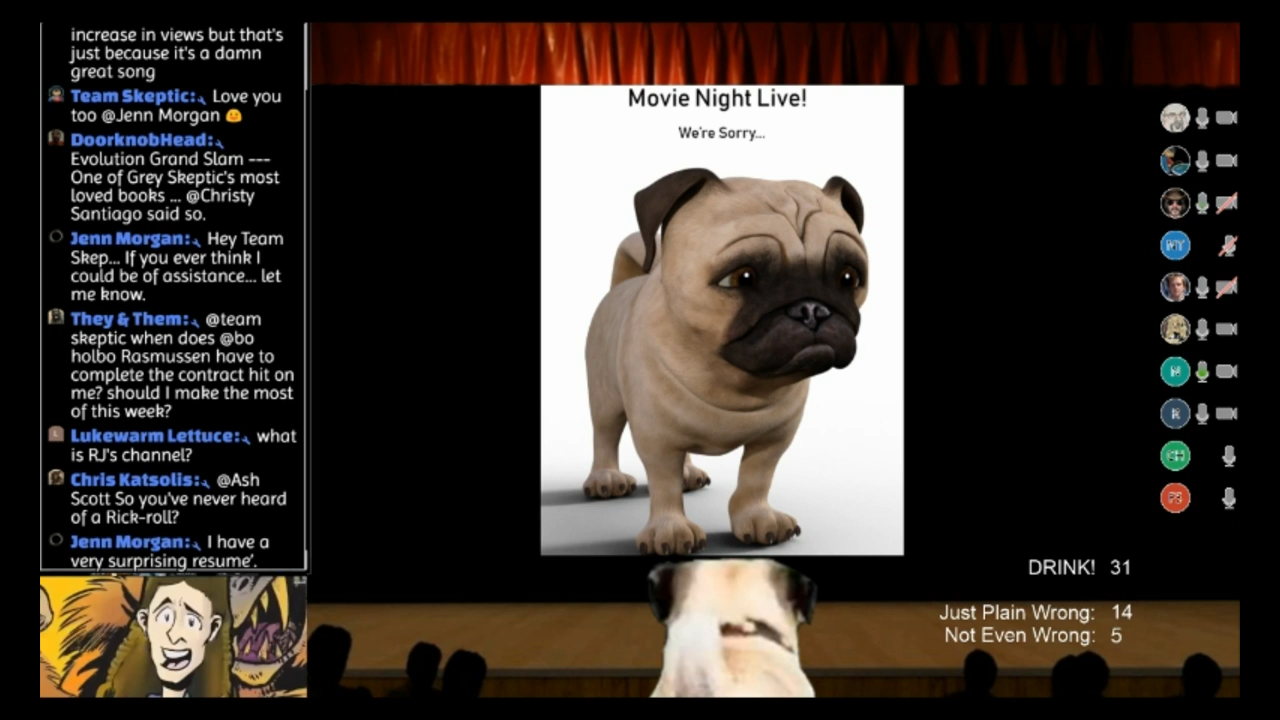 increase in views but that's
just because it's a damn
great song
Team Skeptic: Love you
too @Jenn Morgan
DoorknobHead:
Evolution Grand Slam ---
One of Grey Skeptic's most
loved books ... @Christy
Santiago said so.
Jenn Morgan: Hey Team
Skep... If you ever think I
could be of assistance... let
me know.
They & Them: @team
skeptic when does @bo
holbo Rasmussen have to
complete the contract hit on
me? should I make the most
of this week?
Lukewarm Lettuce: what
is RJ's channel?
Chris Katsolis: @Ash
Scott So you've never heard
of a Rick-roll?
Jenn Morgan: I have a
very surprising resume'.
Movie Night Live!
We're Sorry...
DRINK! 31
Just Plain Wrong: 14
Not Even Wrong: 5